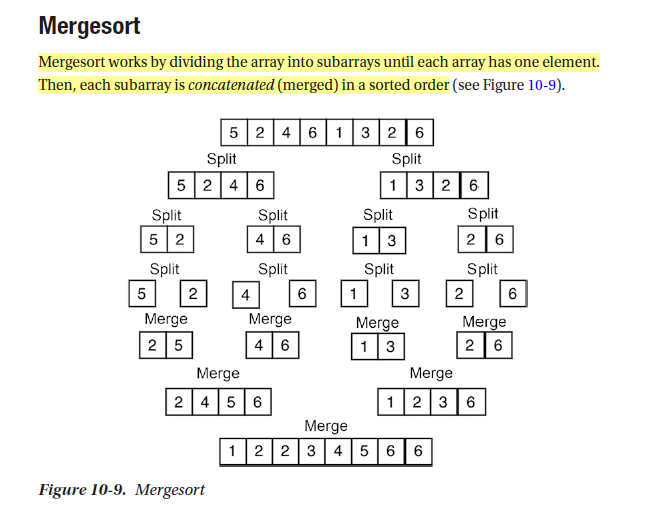 Mergesort
Mergesort works by dividing the array into subarrays until each array has one element.
Then, each subarray is concatenated (merged) in a sorted order (see Figure 10-9).
5 2 4 6 1 3 2 6
Split Split
5 2 4 6 1 3 2 6
Split Split Split Split
5 2 4 6 1 3 2 6
Split Split Split Split
5 2 4 6 1 3 2 6
Merge Merge Merge Merge
2 5 4 6 1 3 2 6
Merge Merge
2 4 5 6 1 2 3 6
Merge
1 2 2 3 4 5 6 6
Figure 10-9. Mergesort